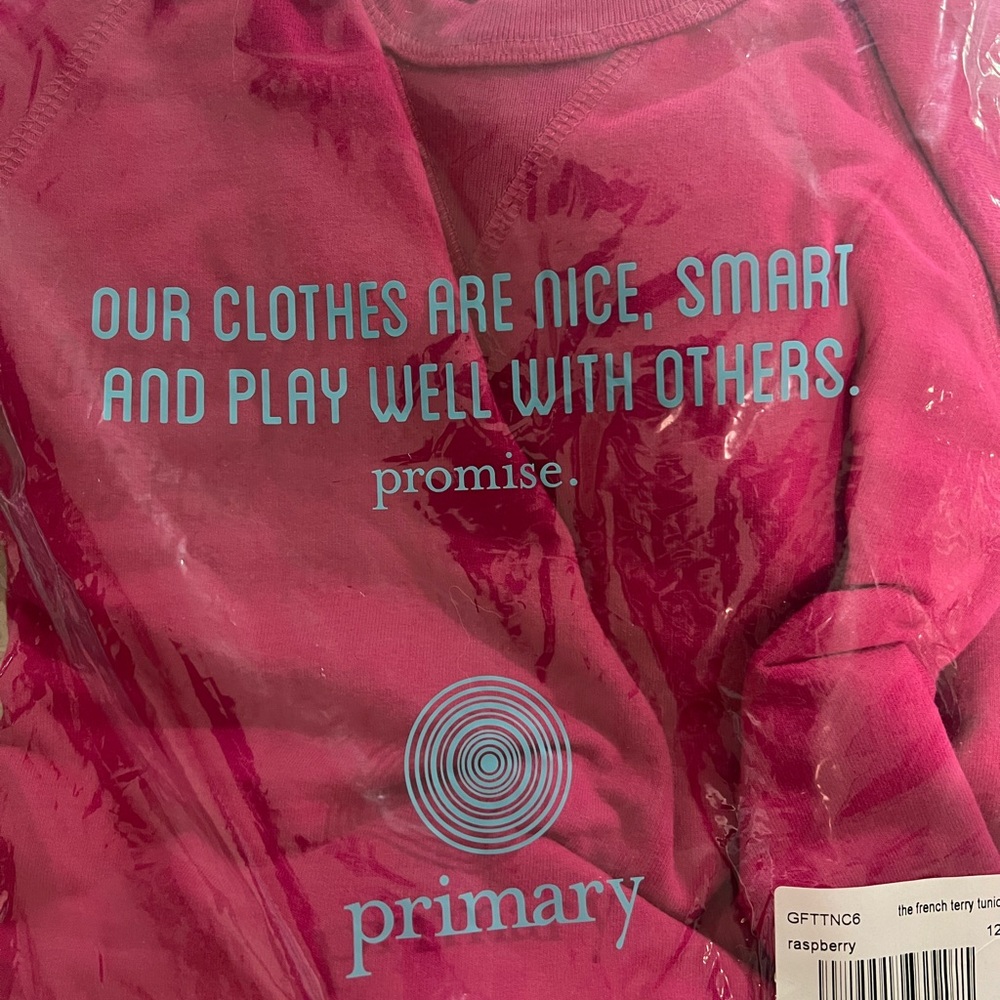 OUR CLOTHES ARE NICE, SMART
AND PLAY WELL WITH OTHERS.
promise.
primary
GFTTNC6 the french terry tunic
raspberry 12